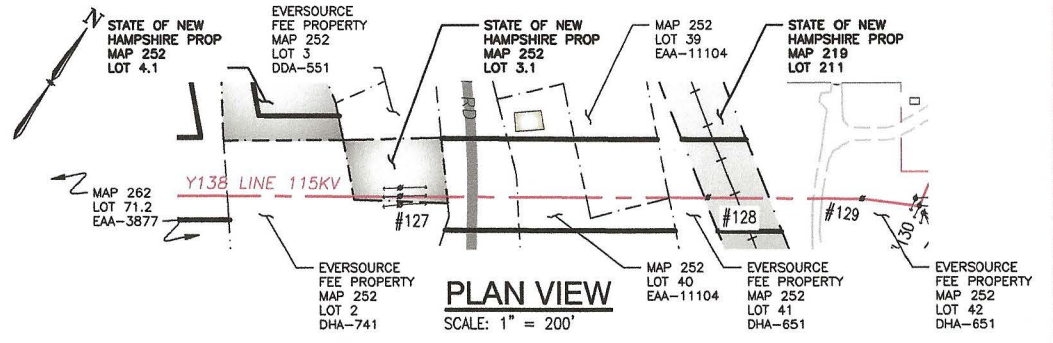 N
STATE OF NEW
HAMPSHIRE PROP
MAP 252
LOT 4.1
EVERSOURCE
FEE PROPERTY
MAP 252
LOT 3
DDA-551
STATE OF NEW
HAMPSHIRE PROP
MAP 252
LOT 3.1
MAP 252
LOT 39
EAA-11104
STATE OF NEW
HAMPSHIRE PROP
MAP 219
LOT 211
RD
MAP 262
LOT 71.2
EAA-3877
Y138 LINE 115KV
#127
#128
#129
EVERSOURCE
FEE PROPERTY
MAP 252
LOT 2
DHA-741
PLAN VIEW
SCALE: 1" = 200'
MAP 252
LOT 40
EAA-11104
EVERSOURCE
FEE PROPERTY
MAP 252
LOT 41
DHA-651
EVERSOURCE
FEE PROPERTY
MAP 252
LOT 42
DHA-651